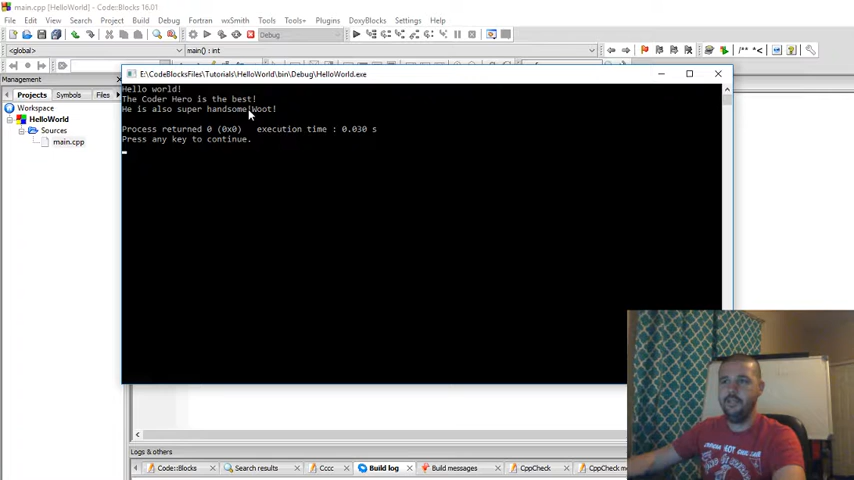 main.cpp [HelloWorld] - Code::Blocks 16.01
File Edit View Search Project Build Debug Fortran wxSmith Tools Tools+ Plugins DoxyBlocks Settings Help
Debug
<global> main() : int
Management
Projects Symbols Files
Workspace
HelloWorld
Sources
main.cpp
E:\CodeBlocksFiles\Tutorials\HelloWorld\bin\Debug\HelloWorld.exe
Hello world!
The Coder Hero is the best!
He is also super handsome!Woot!
Process returned 0 (0x0)   execution time : 0.030 s
Press any key to continue.
Logs & others
Code::Blocks Search results Cccc Build log Build messages CppCheck